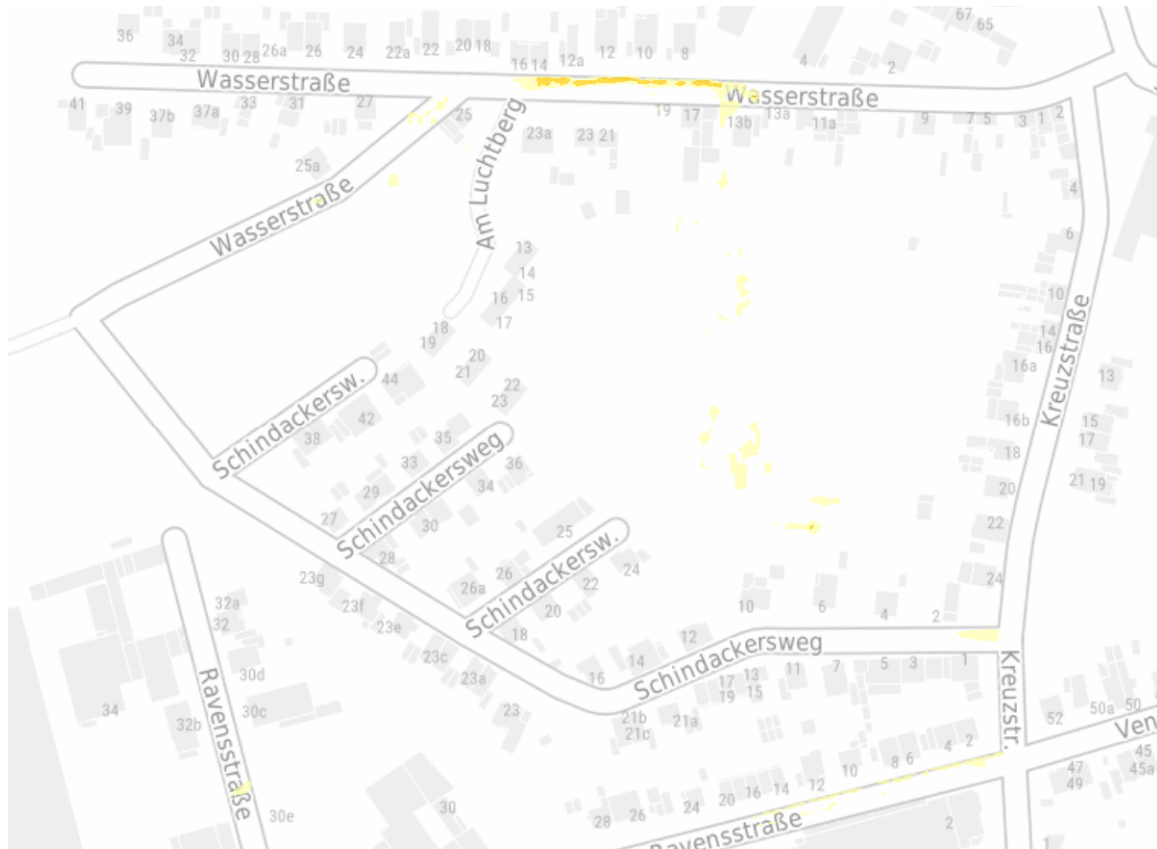 67
65
36
34
32
30
28
26a
26
24
22a
22
20
18
16
14
12a
12
10
8
4
2
Wasserstraße
Wasserstraße
41
39
37b
37a
33
31
27
25
19
17
13b
13a
11a
9
7
5
3
1
2
23a
23
21
Am Luchtberg
25a
Wasserstraße
4
6
13
14
16
15
17
18
19
20
21
22
23
10
14
16
16a
13
16b
15
17
18
20
21
19
22
24
Kreuzstraße
44
42
38
Schindackersw.
35
33
36
34
29
27
30
28
Schindackersweg
25
26
26a
24
22
20
18
Schindackersw.
23g
23f
23e
23c
23a
23
10
6
4
2
12
14
16
Schindackersweg
17
13
19
15
11
7
5
3
1
21b
21a
21c
Kreuzstr.
32a
32
30d
30c
34
32b
Ravensstraße
30e
30
52
50a
50
Ven
45
47
45a
49
2
4
6
8
10
12
14
16
20
24
26
28
Ravensstraße
2
1